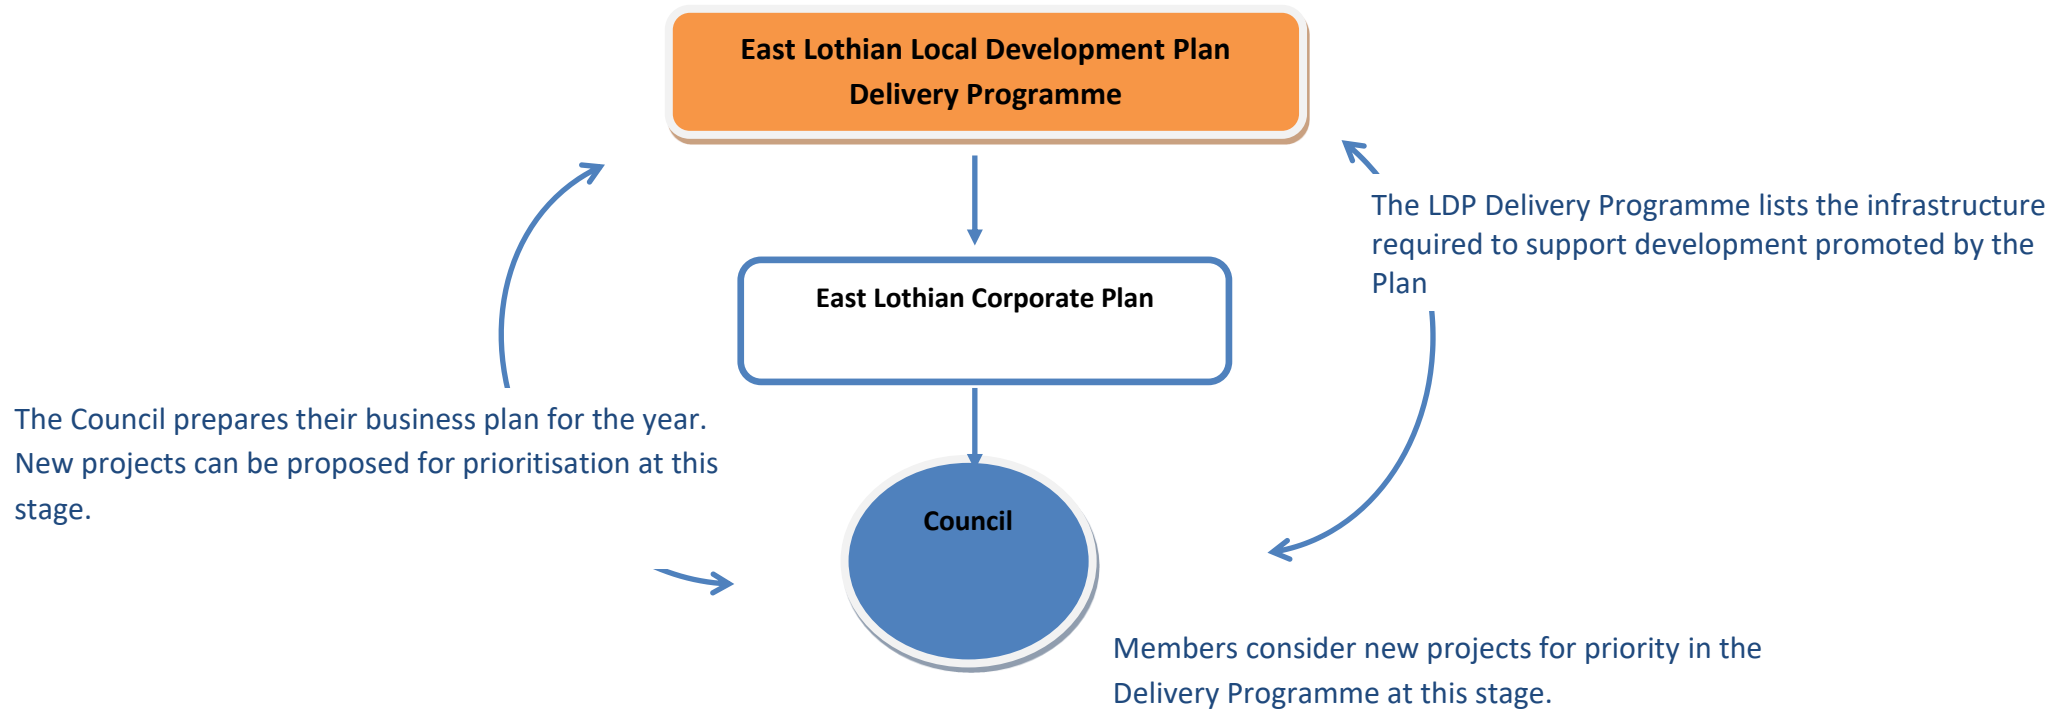 East Lothian Local Development Plan
Delivery Programme
The LDP Delivery Programme lists the infrastructure
required to support development promoted by the
Plan
East Lothian Corporate Plan
The Council prepares their business plan for the year.
New projects can be proposed for prioritisation at this
stage.
Council
Members consider new projects for priority in the
Delivery Programme at this stage.